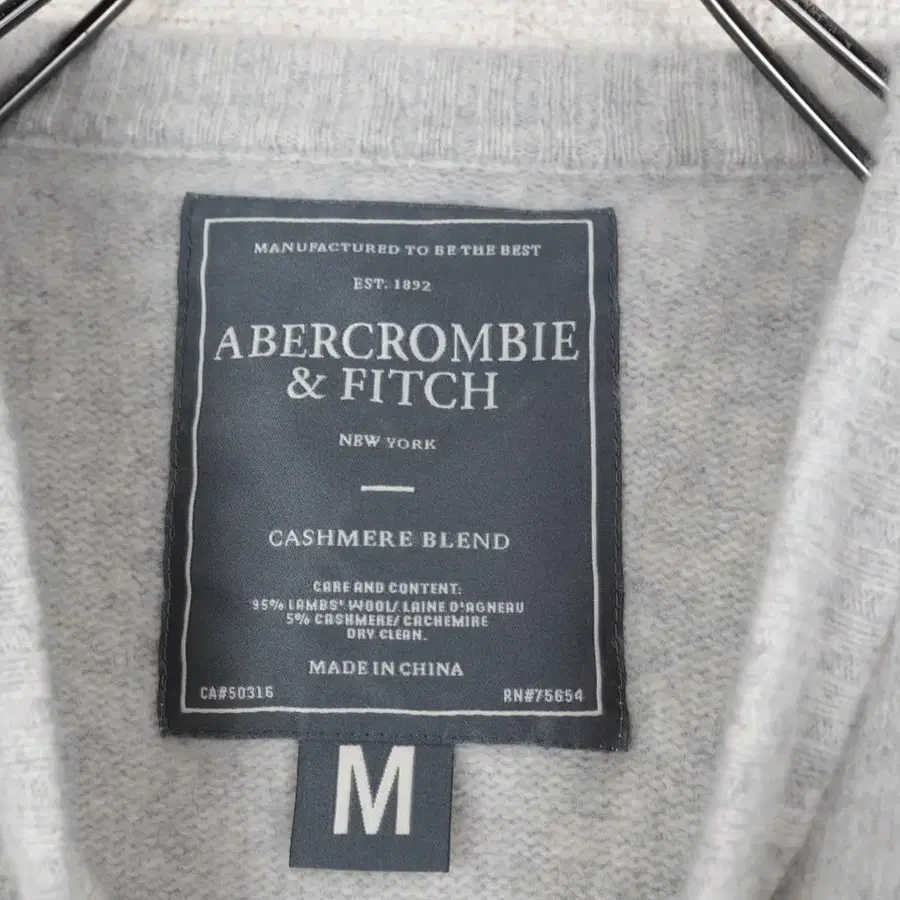 MANUFACTURED TO BE THE BEST
EST. 1892
ABERCROMBIE
& FITCH
NEW YORK
CASHMERE BLEND
CARE AND CONTENT:
95% LAMBS' WOOL/ LAINE D'AGNEAU
5% CASHMERE/ CACHEMIRE
DRY CLEAN.
MADE IN CHINA
CA#50316 RN#75654
M